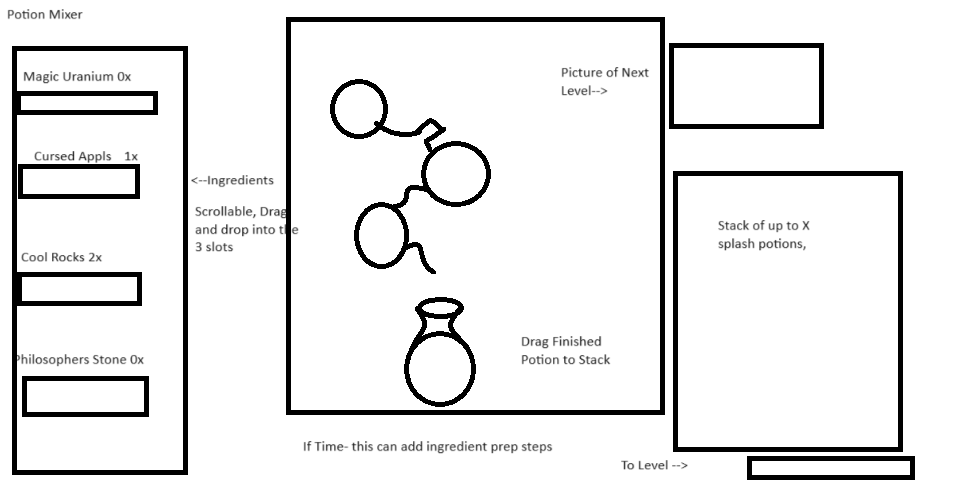 Potion Mixer
Magic Uranium 0x
Cursed Appls 1x
Cool Rocks 2x
Philosophers Stone 0x
<--Ingredients
Scrollable, Drag
and drop into the
3 slots
Picture of Next
Level-->
Drag Finished
Potion to Stack
If Time- this can add ingredient prep steps
Stack of up to X
splash potions,
To Level -->